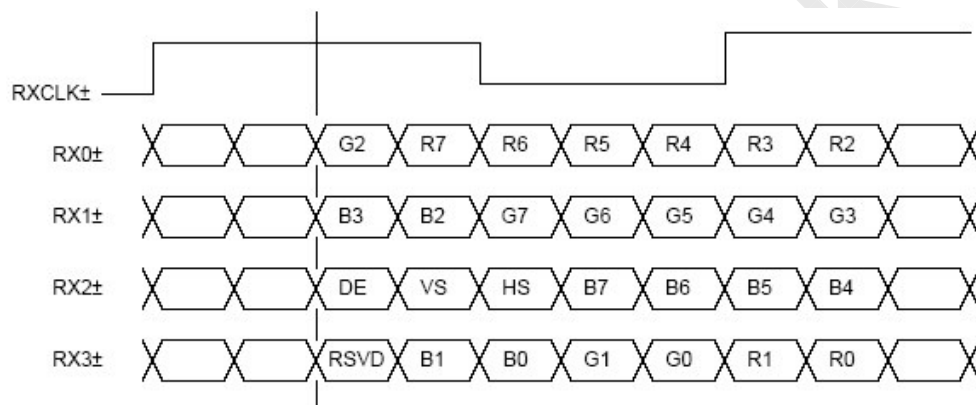 RXCLK±
RX0± G2 R7 R6 R5 R4 R3 R2
RX1± B3 B2 G7 G6 G5 G4 G3
RX2± DE VS HS B7 B6 B5 B4
RX3± RSVD B1 B0 G1 G0 R1 R0